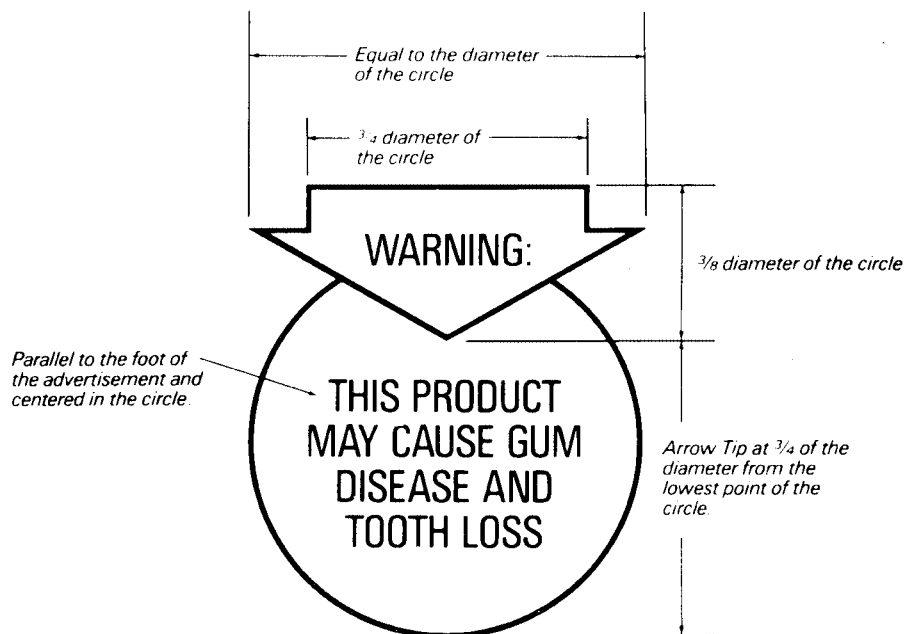 Equal to the diameter
of the circle
3/4 diameter of
the circle
WARNING:
3/8 diameter of the circle
Parallel to the foot of
the advertisement and
centered in the circle.
THIS PRODUCT
MAY CAUSE GUM
DISEASE AND
TOOTH LOSS
Arrow Tip at 3/4 of the
diameter from the
lowest point of the
circle.